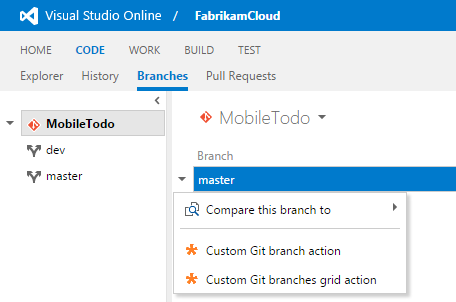 Visual Studio Online / FabrikamCloud
HOME CODE WORK BUILD TEST
Explorer History Branches Pull Requests
MobileTodo
dev
master
MobileTodo
Branch
master
Compare this branch to
Custom Git branch action
Custom Git branches grid action